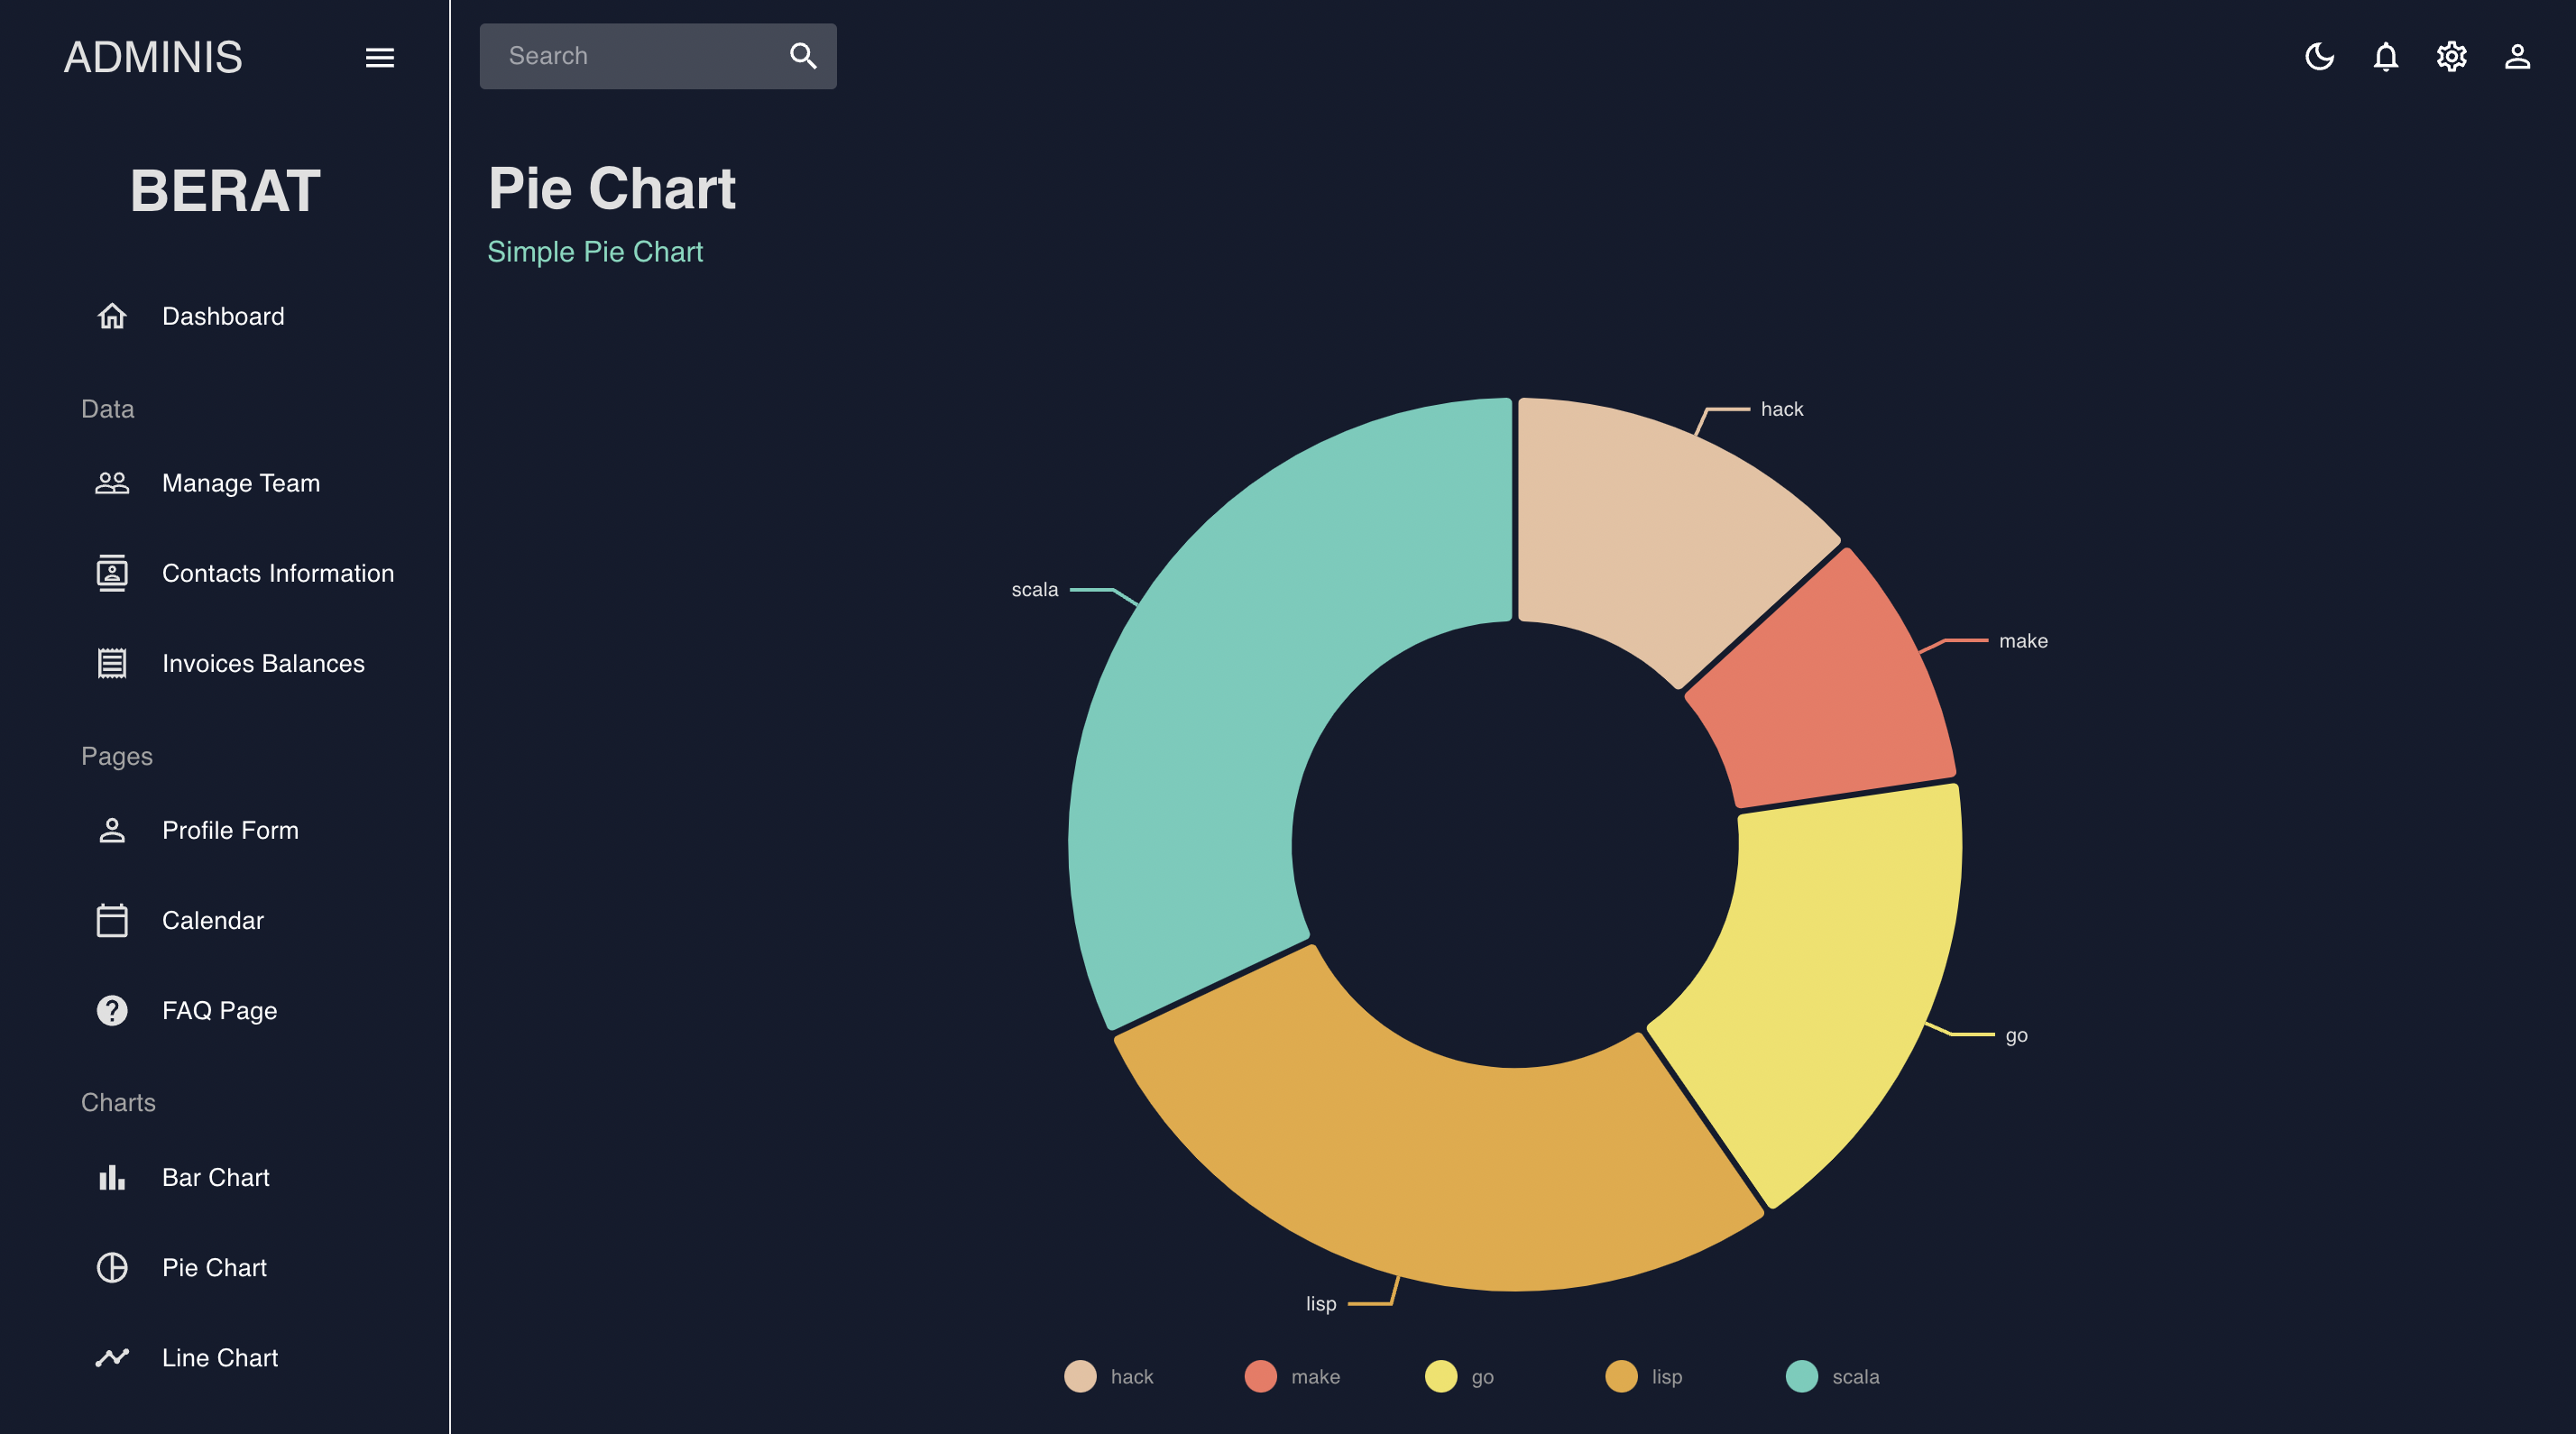 ADMINIS
BERAT
Dashboard
Data
Manage Team
Contacts Information
Invoices Balances
Pages
Profile Form
Calendar
FAQ Page
Charts
Bar Chart
Pie Chart
Line Chart
Search
Pie Chart
Simple Pie Chart
hack
make
scala
go
lisp
hack
make
go
lisp
scala